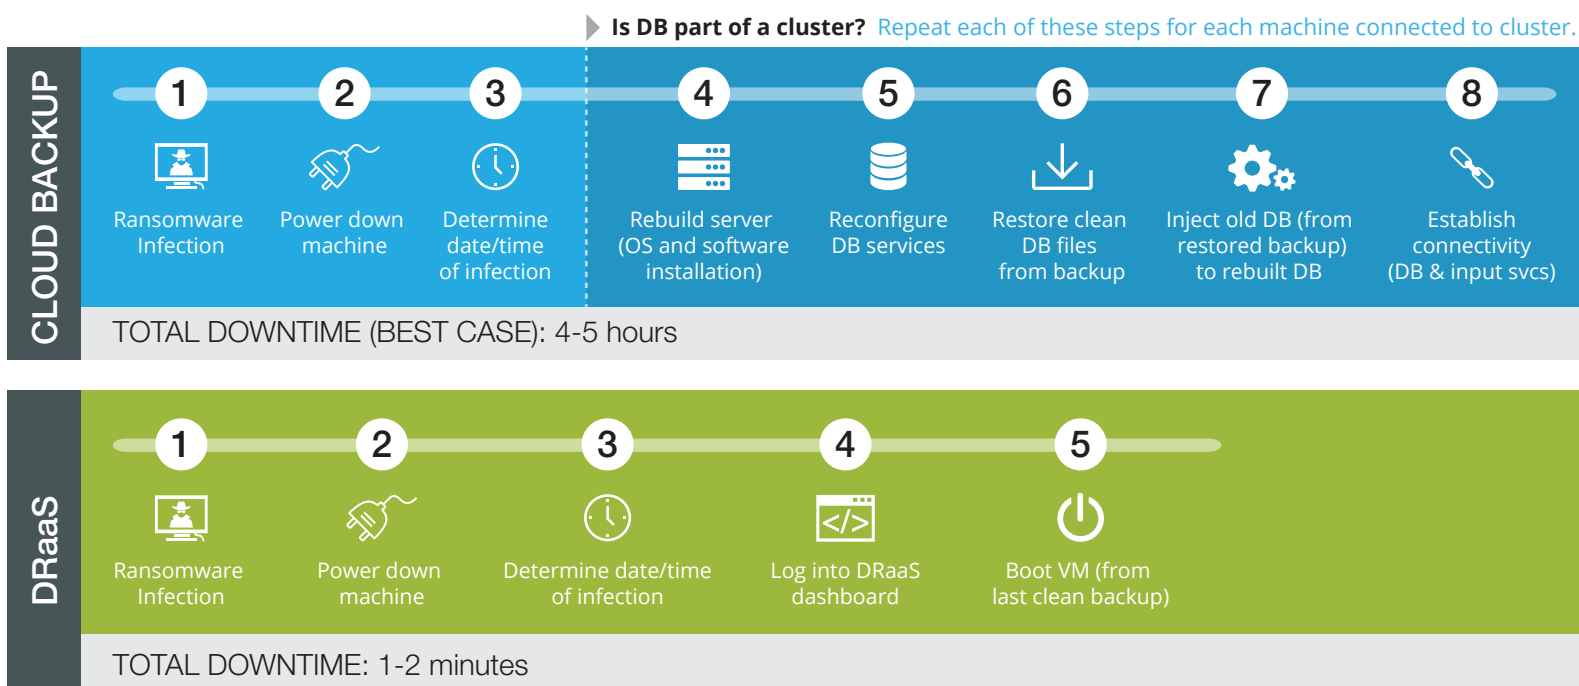 Is DB part of a cluster? Repeat each of these steps for each machine connected to cluster.
CLOUD BACKUP
1
2
3
4
5
6
7
8
Ransomware
Infection
Power down
machine
Determine
date/time
of infection
Rebuild server
(OS and software
installation)
Reconfigure
DB services
Restore clean
DB files
from backup
Inject old DB (from
restored backup)
to rebuilt DB
Establish
connectivity
(DB & input svcs)
TOTAL DOWNTIME (BEST CASE): 4-5 hours
DRaaS
1
2
3
4
5
</>
Ransomware
Infection
Power down
machine
Determine date/time
of infection
Log into DRaaS
dashboard
Boot VM (from
last clean backup)
TOTAL DOWNTIME: 1-2 minutes